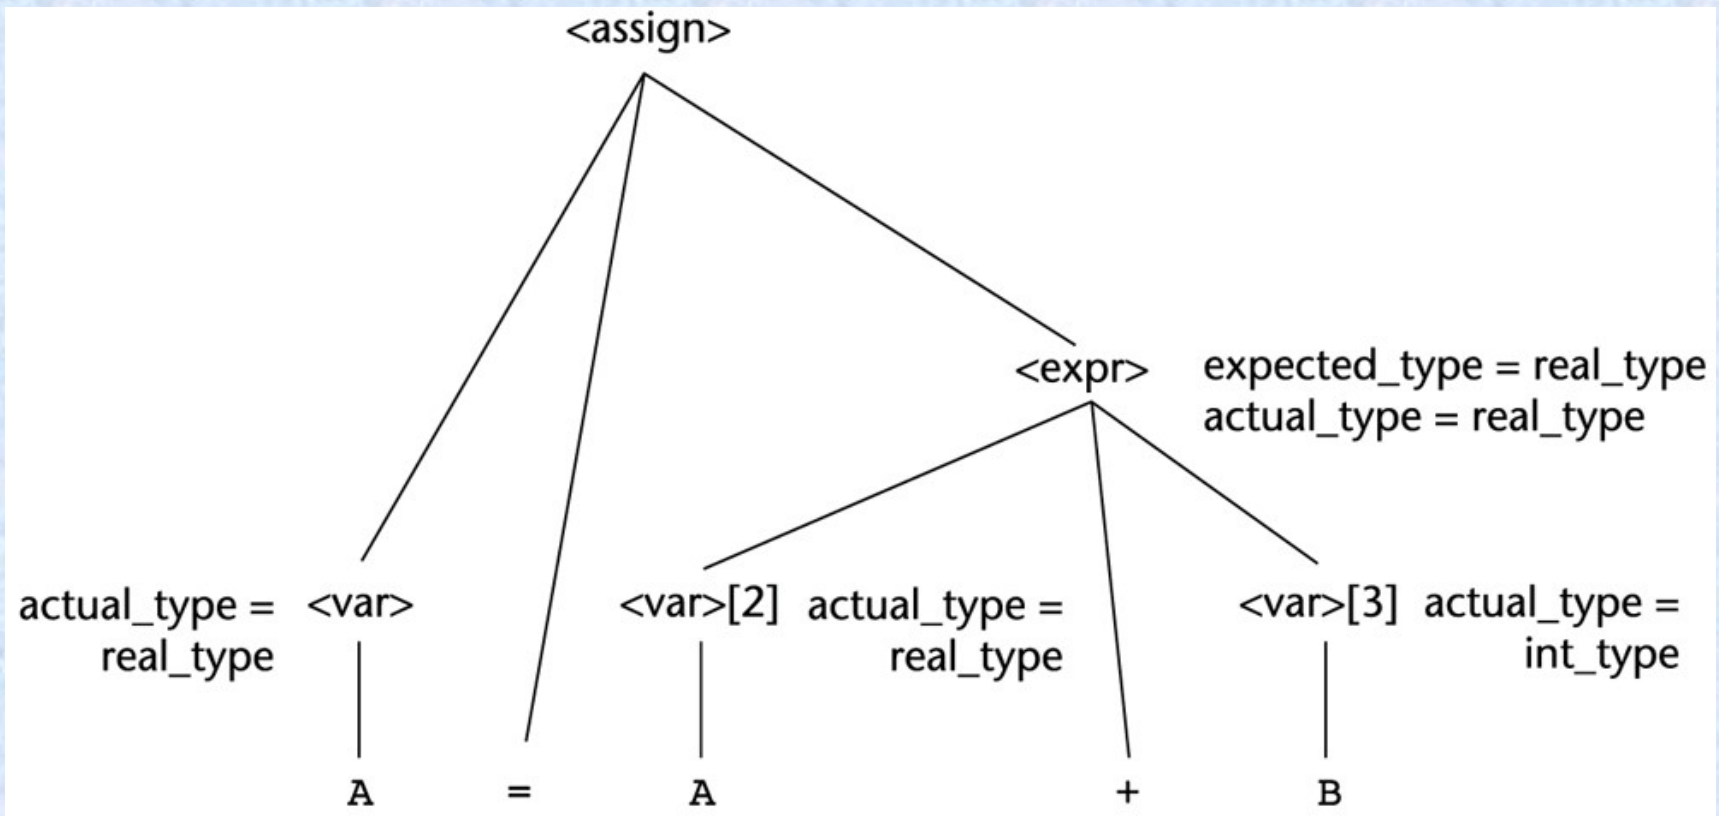 <assign>
<expr> expected_type = real_type
actual_type = real_type
actual_type = <var> <var>[2] actual_type = <var>[3] actual_type =
real_type real_type int_type
A = A + B